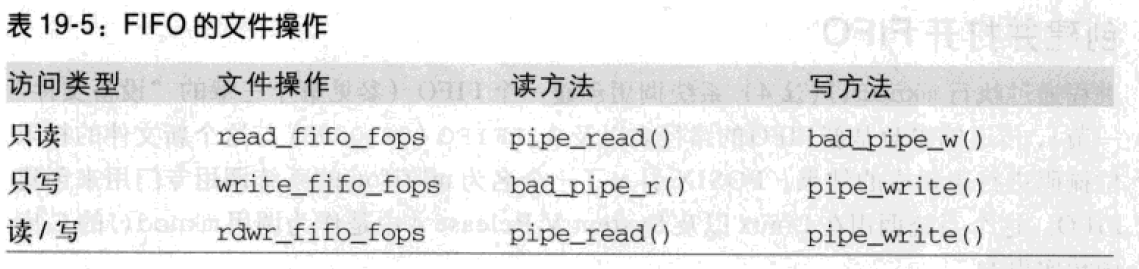 表 19-5：FIFO 的文件操作
访问类型 文件操作 读方法 写方法
只读 read_fifo_fops pipe_read() bad_pipe_w()
只写 write_fifo_fops bad_pipe_r() pipe_write()
读/写 rdwr_fifo_fops pipe_read() pipe_write()